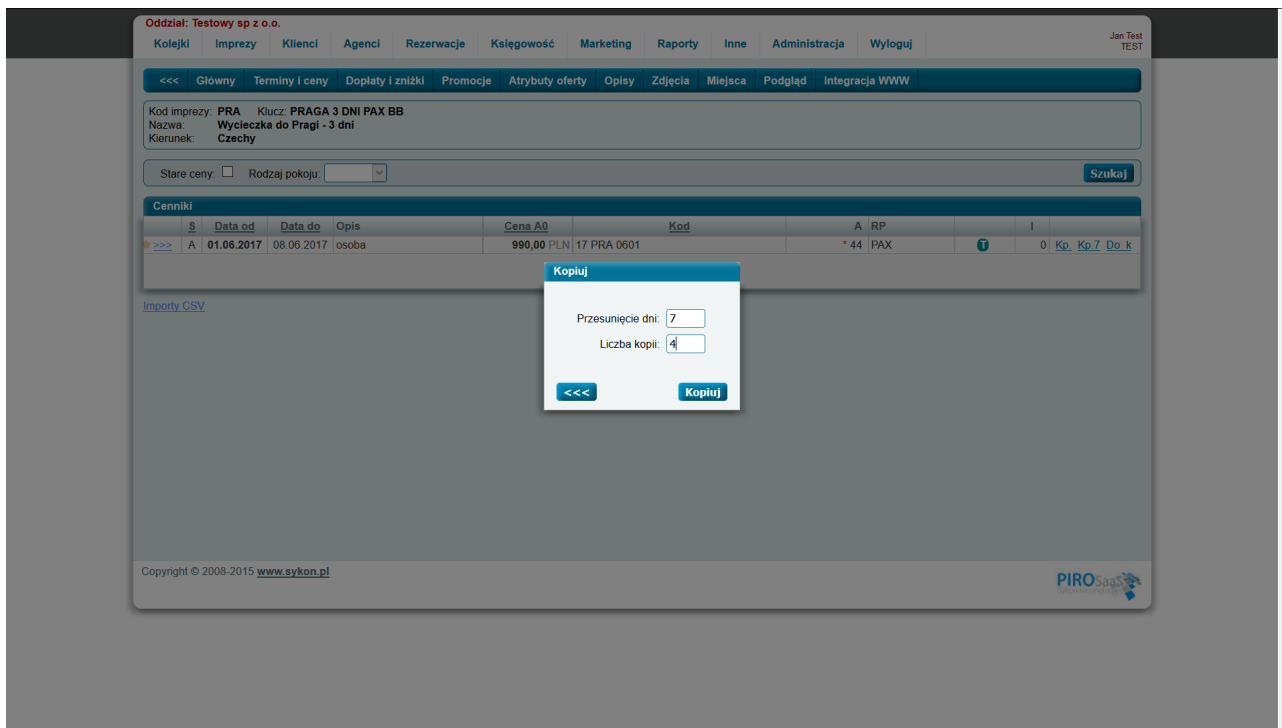 Oddział: Testowy sp z o.o.
Kolejki Imprezy Klienci Agenci Rezerwacje Księgowość Marketing Raporty Inne Administracja Wyloguj
Jan Test
TEST
<<< Główny Terminy i ceny Dopłaty i zniżki Promocje Atrybuty oferty Opisy Zdjęcia Miejsca Podgląd Integracja WWW
Kod imprezy: PRA Klucz: PRAGA 3 DNI PAX BB
Nazwa: Wycieczka do Pragi - 3 dni
Kierunek: Czechy
Stare ceny: Rodzaj pokoju: Szukaj
Cenniki
S Data od Data do Opis Cena A0 Kod A RP I
>>> A 01.06.2017 08.06.2017 osoba 990,00 PLN 17 PRA 0601 * 44 PAX T 0 Kp. Kp.7 Do_k
Importy CSV
Kopiuj
Przesunięcie dni: 7
Liczba kopii: 4
<<< Kopiuj
Copyright © 2008-2015 www.sykon.pl
PIROSaaS